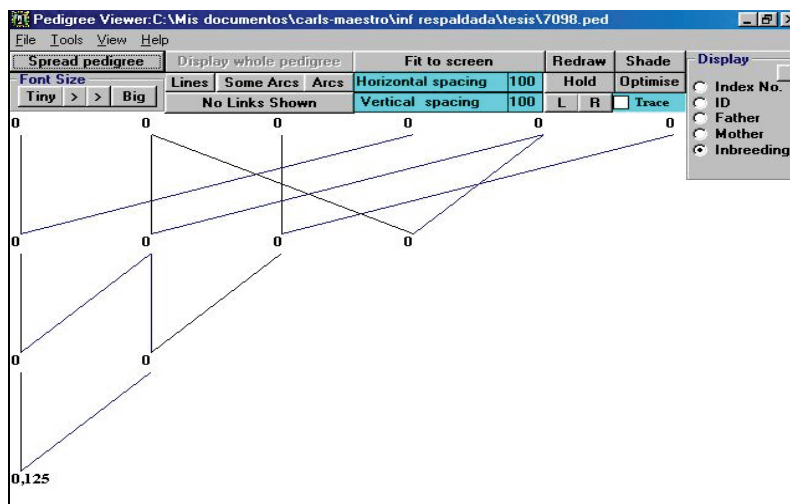 Pedigree Viewer:C:\Mis documentos\carls-maestro\inf respaldada\tesis\7098.ped
File Tools View Help
Spread pedigree Display whole pedigree Fit to screen Redraw Shade Display
Font Size Lines Some Arcs Arcs Horizontal spacing 100 Hold Optimise Index No.
Tiny > > Big No Links Shown Vertical spacing 100 L R Trace ID
Father
Mother
Inbreeding
0 0 0 0 0 0
0 0 0 0
0 0
0,125